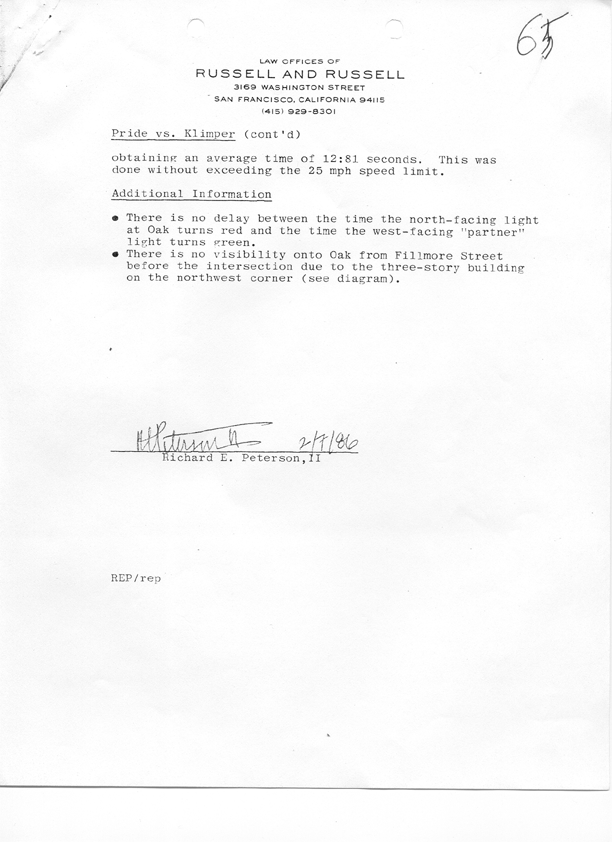 65
LAW OFFICES OF
RUSSELL AND RUSSELL
3169 WASHINGTON STREET
SAN FRANCISCO, CALIFORNIA 94115
(415) 929-8301
Pride vs. Klimper (cont'd)
obtaining an average time of 12:81 seconds. This was
done without exceeding the 25 mph speed limit.
Additional Information
● There is no delay between the time the north-facing light
at Oak turns red and the time the west-facing "partner"
light turns green.
● There is no visibility onto Oak from Fillmore Street
before the intersection due to the three-story building
on the northwest corner (see diagram).
REPeterson II 2/7/86
Richard E. Peterson,II
REP/rep